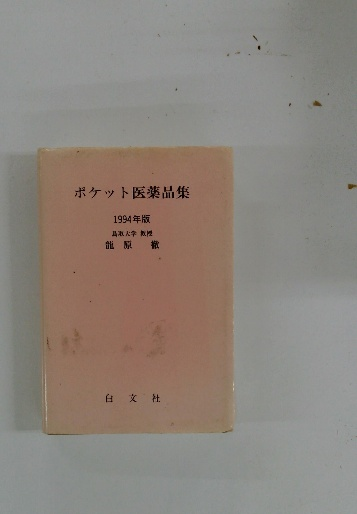 ポケット医薬品集
1994年版
鳥取大学 教授
龍原 徹
白文社